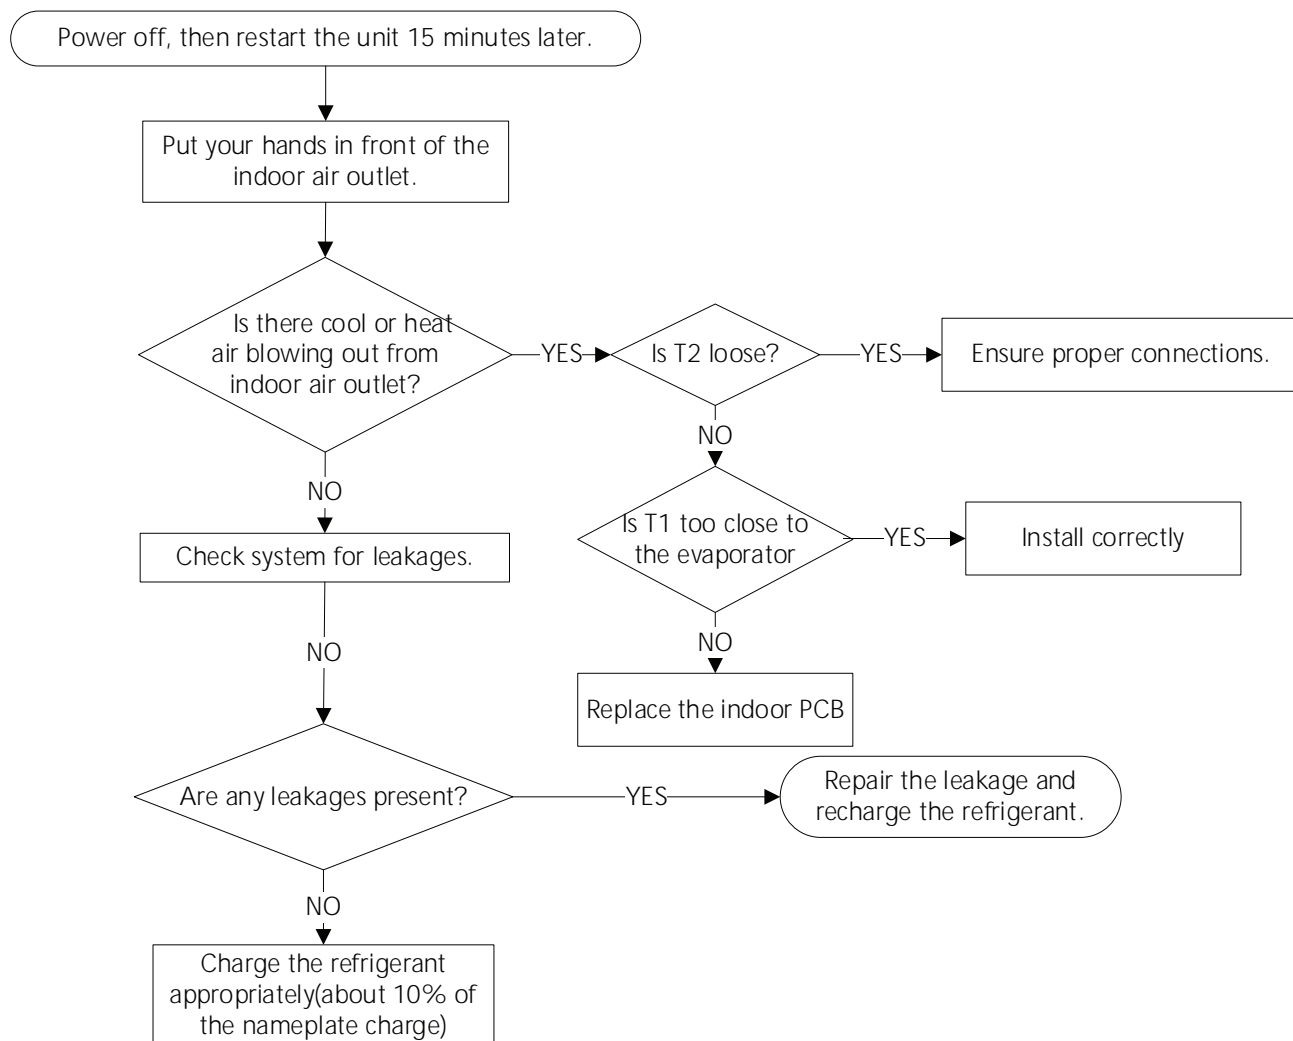 Power off, then restart the unit 15 minutes later.
Put your hands in front of the
indoor air outlet.
Is there cool or heat
air blowing out from
indoor air outlet?
YES
Is T2 loose?
YES
Ensure proper connections.
NO
NO
Is T1 too close to
the evaporator
YES
Install correctly
Check system for leakages.
NO
NO
Replace the indoor PCB
Are any leakages present?
YES
Repair the leakage and
recharge the refrigerant.
NO
Charge the refrigerant
appropriately(about 10% of
the nameplate charge)